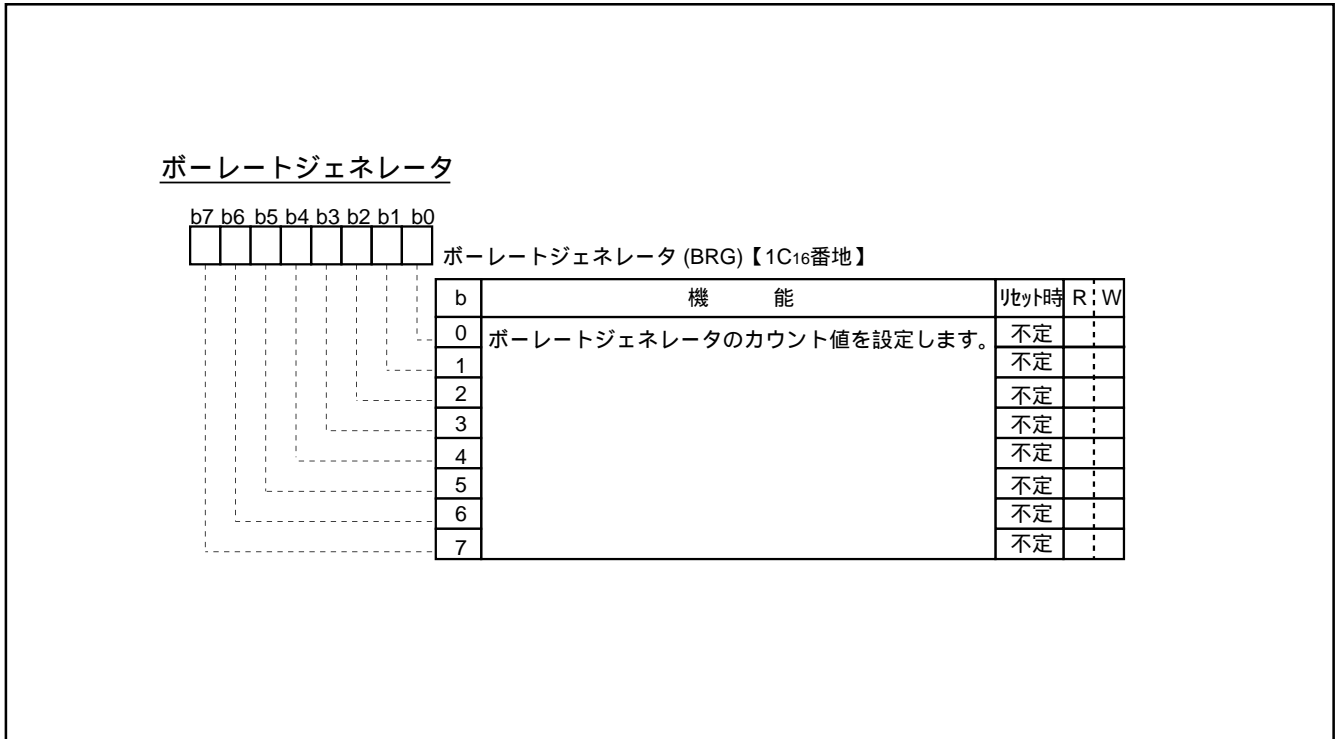 ボーレートジェネレータ
b7 b6 b5 b4 b3 b2 b1 b0
ボーレートジェネレータ (BRG)【1C16番地】
b 機 能 リセット時 R W
0 ボーレートジェネレータのカウント値を設定します。 不定
1 不定
2 不定
3 不定
4 不定
5 不定
6 不定
7 不定